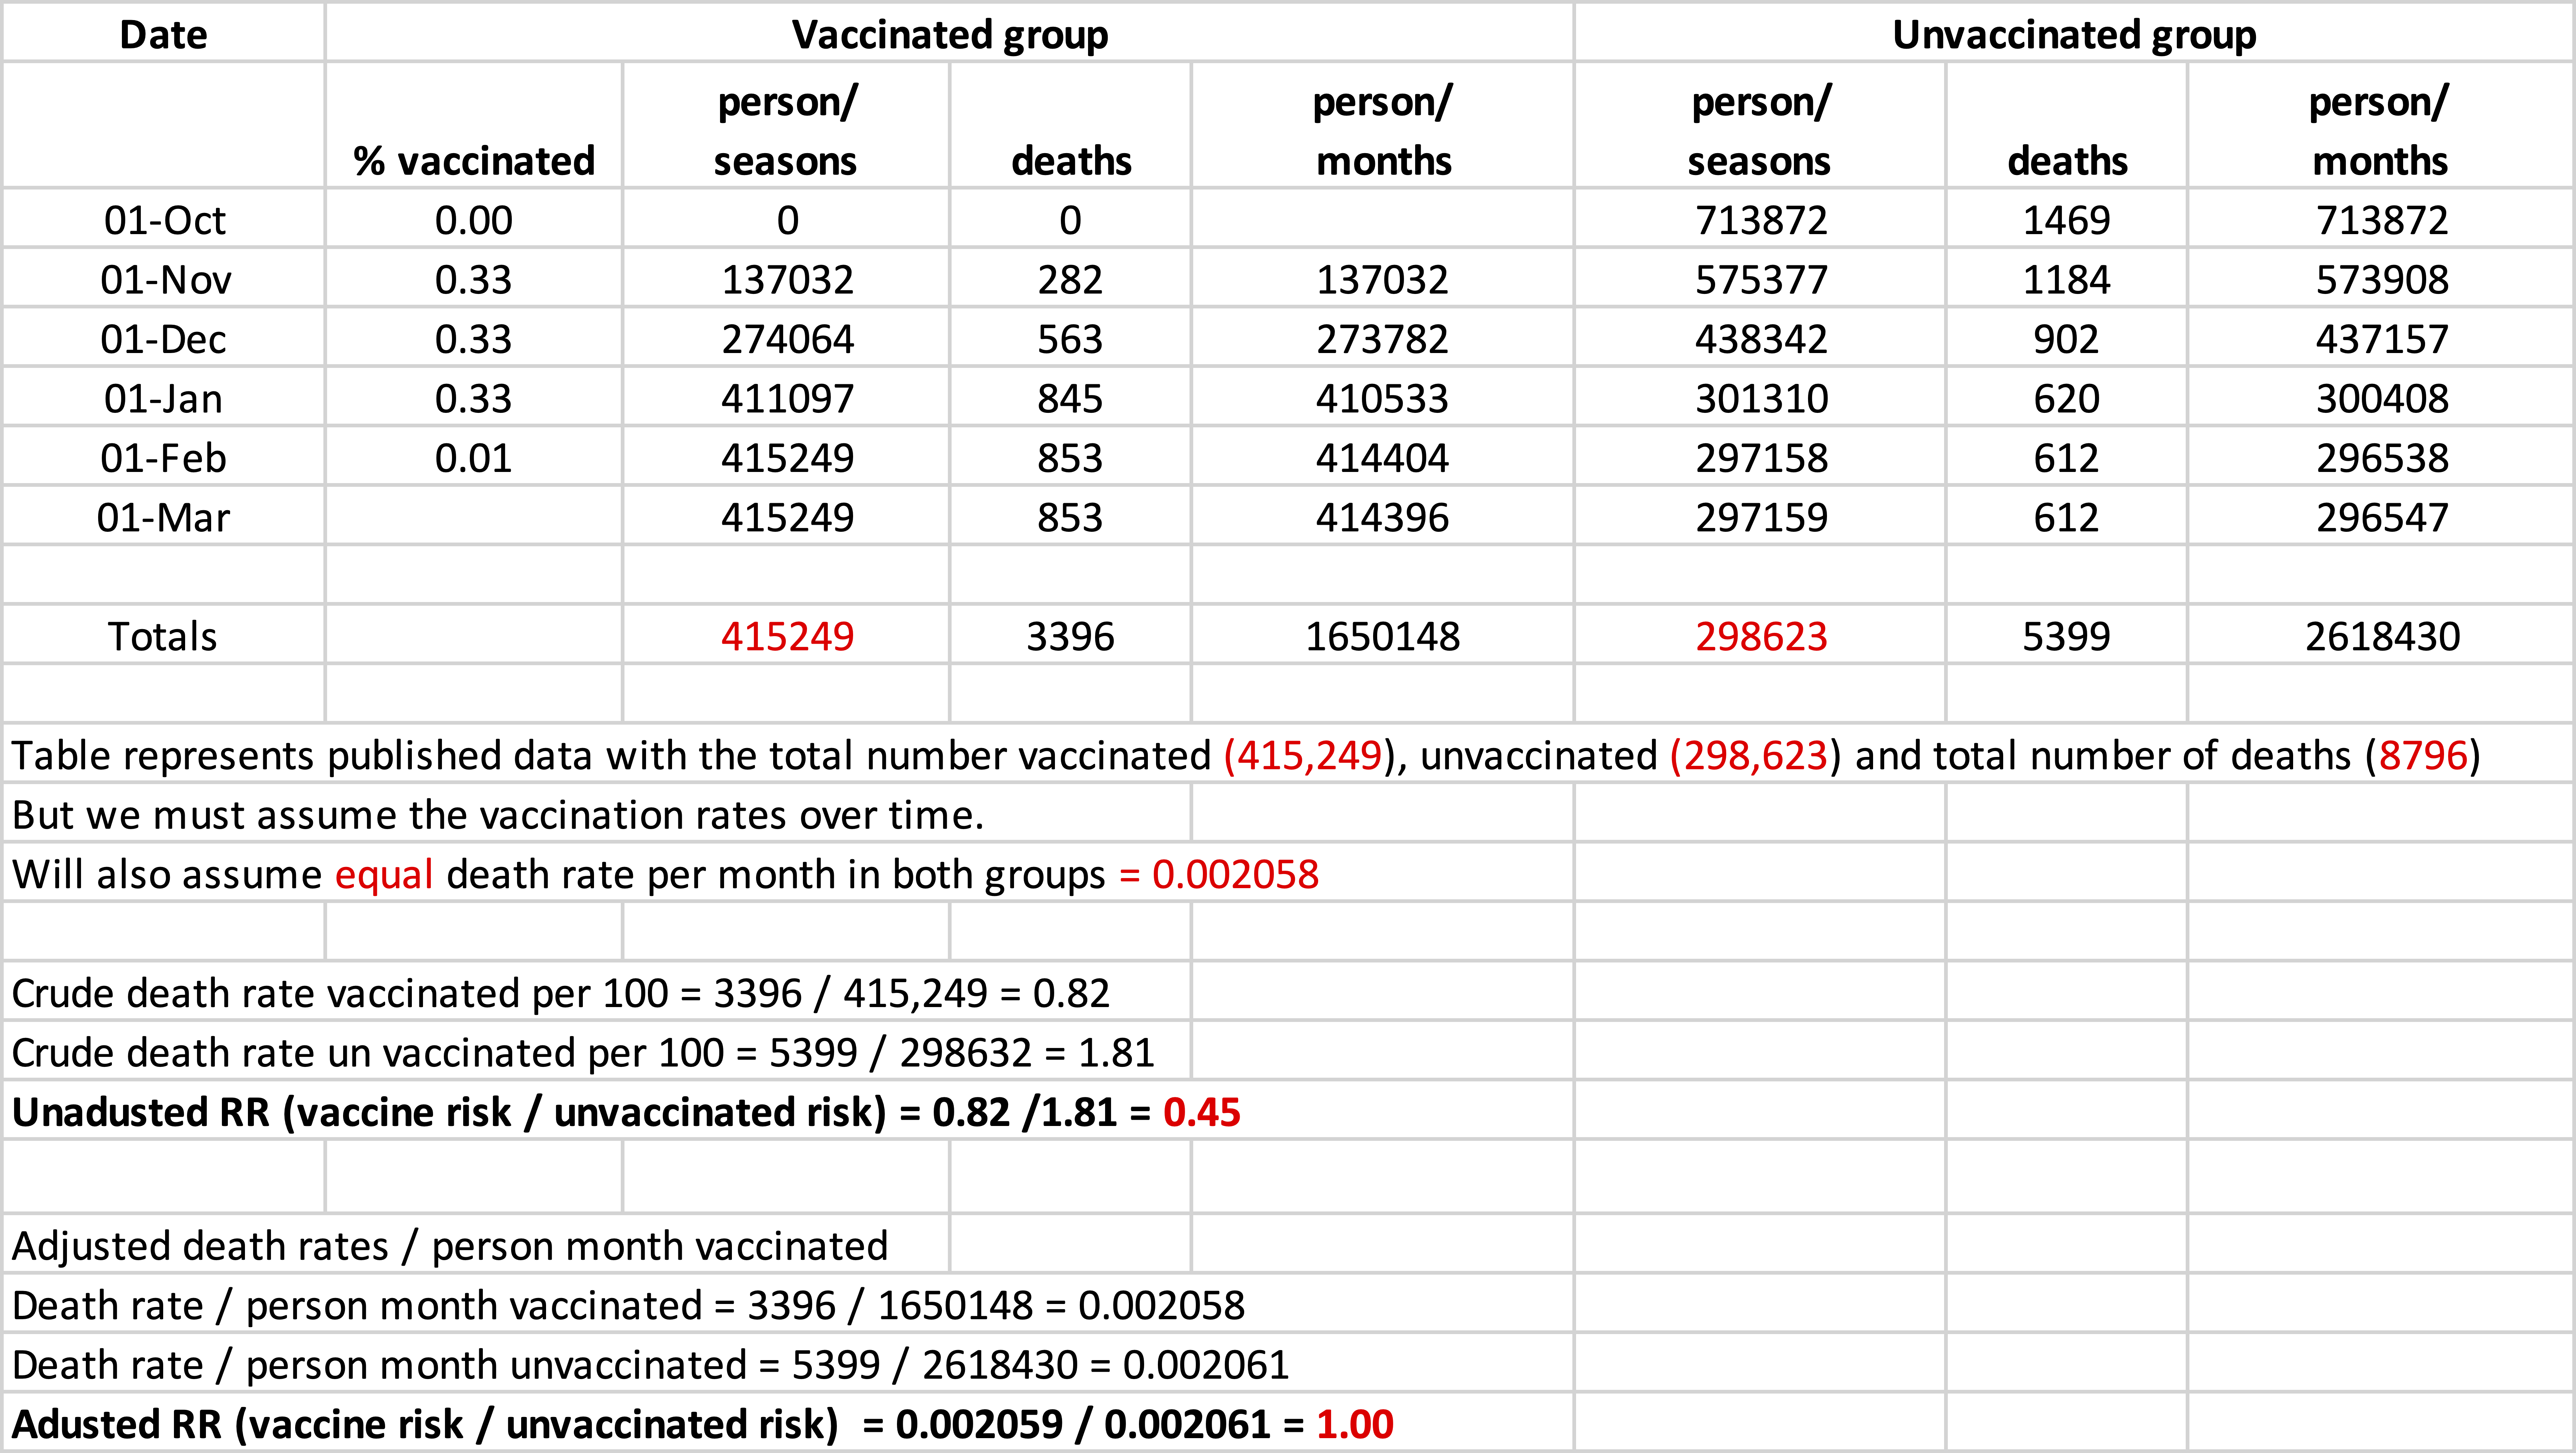 Date Vaccinated group Unvaccinated group
% vaccinated person/ seasons deaths person/ months person/ seasons deaths person/ months
01-Oct 0.00 0 0 713872 1469 713872
01-Nov 0.33 137032 282 137032 575377 1184 573908
01-Dec 0.33 274064 563 273782 438342 902 437157
01-Jan 0.33 411097 845 410533 301310 620 300408
01-Feb 0.01 415249 853 414404 297158 612 296538
01-Mar 415249 853 414396 297159 612 296547
Totals 415249 3396 1650148 298623 5399 2618430
Table represents published data with the total number vaccinated (415,249), unvaccinated (298,623) and total number of deaths (8796)
But we must assume the vaccination rates over time.
Will also assume equal death rate per month in both groups = 0.002058
Crude death rate vaccinated per 100 = 3396 / 415,249 = 0.82
Crude death rate un vaccinated per 100 = 5399 / 298632 = 1.81
Unadusted RR (vaccine risk / unvaccinated risk) = 0.82 /1.81 = 0.45
Adjusted death rates / person month vaccinated
Death rate / person month vaccinated = 3396 / 1650148 = 0.002058
Death rate / person month unvaccinated = 5399 / 2618430 = 0.002061
Adusted RR (vaccine risk / unvaccinated risk) = 0.002059 / 0.002061 = 1.00